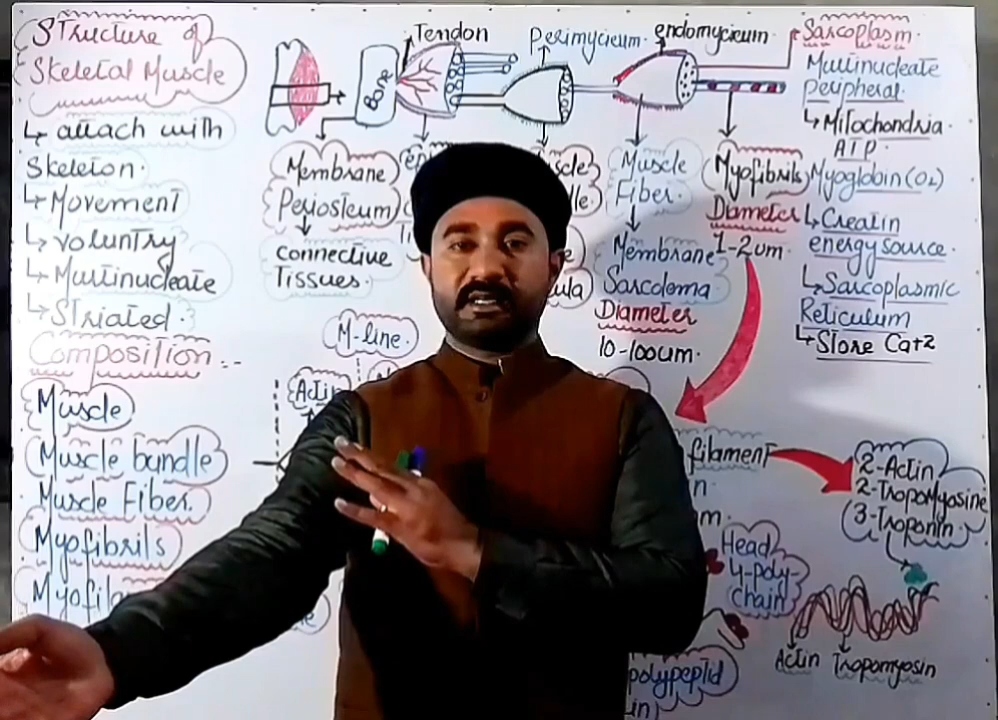 Structure of
Skeletal Muscle
attach with
Skeleton.
Movement
voluntry
Multinucleate
Striated.
Composition :-
Muscle
Muscle bundle
Muscle Fiber.
Myofibrils
Bone
Tendon
Perimycieum.
endomycieum.
Membrane
Periosteum
connective
Tissues.
M-line.
Actin
Muscle
Fiber.
Membrane
Sarcolema
Diameter
10-100um.
Myofibrils
Diameter
1-2um.
Sarcoplasm.
Multinucleate
Peripheral.
Mitochondria.
ATP.
Myoglobin (O2)
Creatin
energy source.
Sarcoplasmic
Reticulum
Store Ca+2
filament
2-Actin
2-Tropomyosine
(3-Troponin.
Head
4-poly-
chain
Actin Tropomyosin
polypeptid